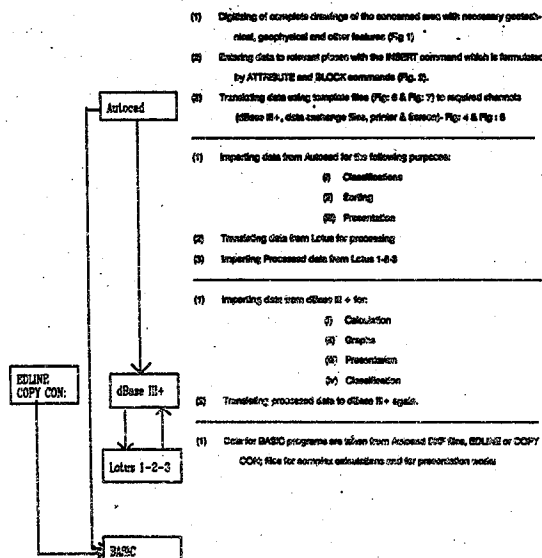 (1) Digitizing of complete drawings of the concerned area with necessary geotech-
nical, geophysical and other features (Fig 1)
(2) Entering data to relevant places with the INSERT command which is formulated
by ATTRIBUTE and BLOCK commands (Fig. 2).
(3) Translating data using template files (Fig: 6 & Fig: 7) to required channels
(dBase III+, data exchange files, printer & Screen)- Fig: 4 & Fig : 5
Autocad
(1) Importing data from Autocad for the following purposes:
(i) Classifications
(ii) Sorting
(iii) Presentation
(2) Translating data from Lotus for processing
(3) Importing Processed data from Lotus 1-2-3
(1) Importing data from dBase III + for:
(i) Calculation
(ii) Graphs
(iii) Presentation
(iv) Classification
(2) Translating processed data to dBase III+ again.
EDLINE
COPY CON:
dBase III+
Lotus 1-2-3
(1) Data for BASIC programs are taken from Autocad DXF files, EDLINE or COPY
CON; files for complex calculations and for presentation works
BASIC